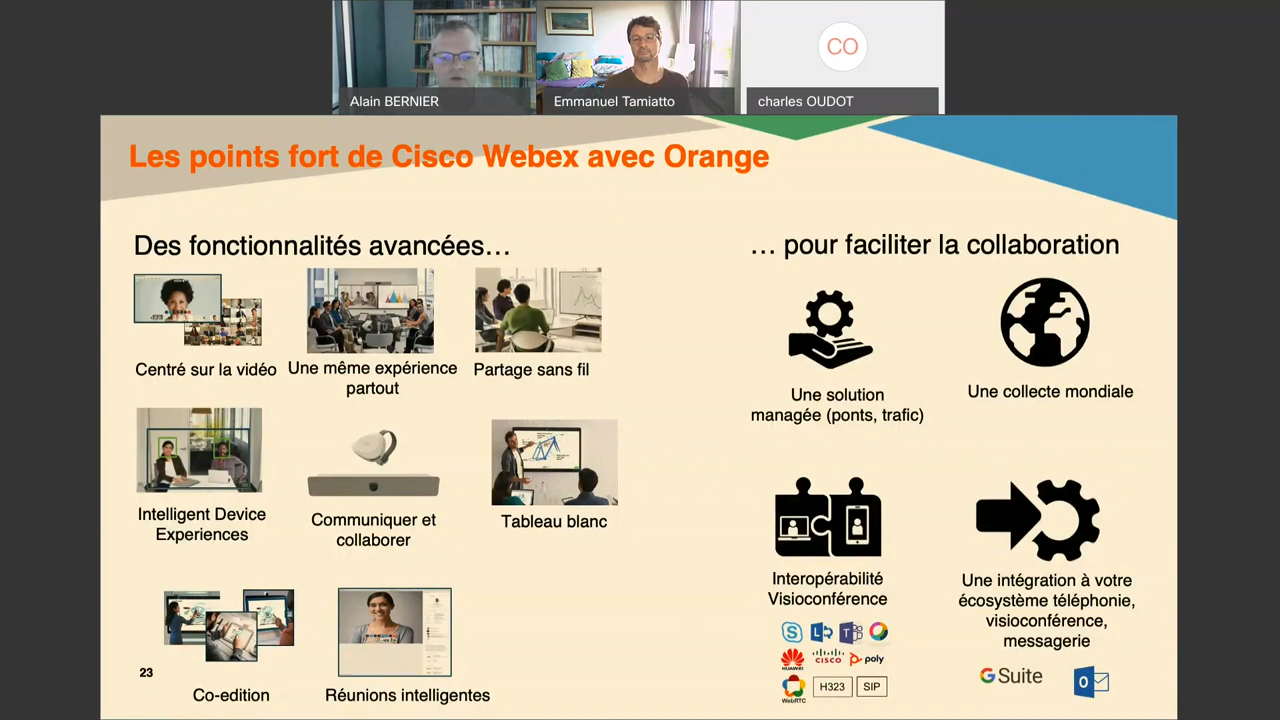 Alain BERNIER
Emmanuel Tamiatto
CO
charles OUDOT
Les points fort de Cisco Webex avec Orange
Des fonctionnalités avancées…
Centré sur la vidéo
Une même expérience
partout
Partage sans fil
Intelligent Device
Experiences
Communiquer et
collaborer
Tableau blanc
Co-edition
Réunions intelligentes
23
… pour faciliter la collaboration
Une solution
managée (ponts, trafic)
Une collecte mondiale
Interopérabilité
Visioconférence
HUAWEI
CISCO
poly
WebRTC
H323
SIP
Une intégration à votre
écosystème téléphonie,
visioconférence,
messagerie
G Suite